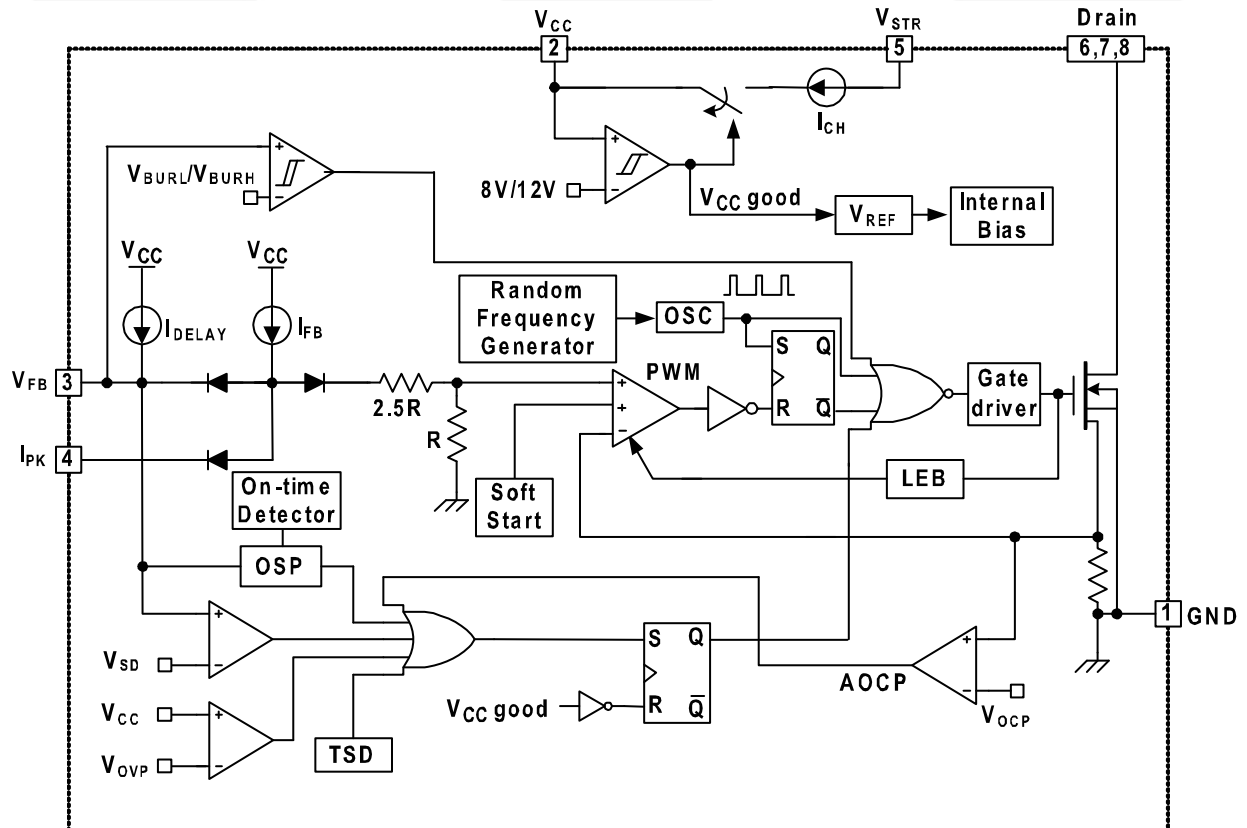 VCC
2
VSTR
5
Drain
6,7,8
ICH
+
−
8V/12V
VCC good
VREF
Internal
Bias
VBURL/VBURH
+
−
VCC
VCC
IDELAY
IFB
Random
Frequency
Generator
OSC
S Q
R Q̅
PWM
+
+
−
VFB 3
2.5R
R
IPK 4
Gate
driver
LEB
Soft
Start
On-time
Detector
OSP
1 GND
+
−
VSD
+
−
VCC
VOVP
TSD
S Q
R Q̅
VCC good
AOCP
+
−
VOCP